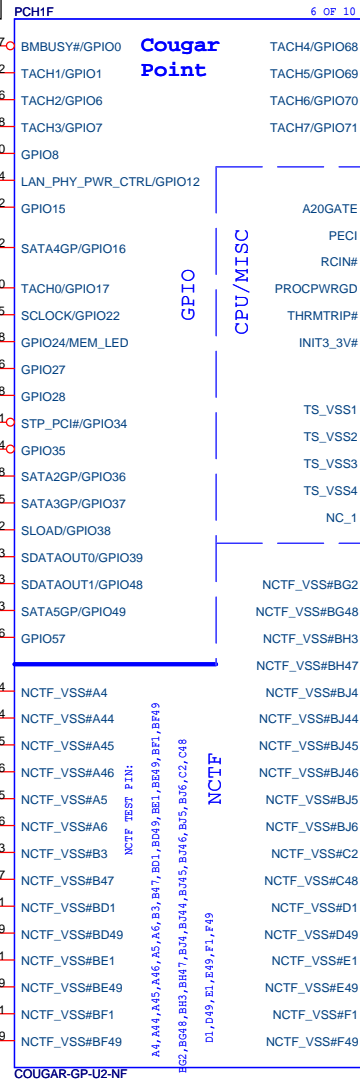 PCH1F
6 OF 10
Cougar
Point
BMBUSY#/GPIO0
TACH1/GPIO1
TACH2/GPIO6
TACH3/GPIO7
GPIO8
LAN_PHY_PWR_CTRL/GPIO12
GPIO15
SATA4GP/GPIO16
TACH0/GPIO17
SCLOCK/GPIO22
GPIO24/MEM_LED
GPIO27
GPIO28
STP_PCI#/GPIO34
GPIO35
SATA2GP/GPIO36
SATA3GP/GPIO37
SLOAD/GPIO38
SDATAOUT0/GPIO39
SDATAOUT1/GPIO48
SATA5GP/GPIO49
GPIO57
NCTF_VSS#A4
NCTF_VSS#A44
NCTF_VSS#A45
NCTF_VSS#A46
NCTF_VSS#A5
NCTF_VSS#A6
NCTF_VSS#B3
NCTF_VSS#B47
NCTF_VSS#BD1
NCTF_VSS#BD49
NCTF_VSS#BE1
NCTF_VSS#BE49
NCTF_VSS#BF1
NCTF_VSS#BF49
GPIO
CPU/MISC
NCTF TEST PIN:
A4,A44,A45,A46,A5,A6,B3,B47,BD1,BD49,BE1,BE49,BF1,BF49
BG2,BG48,BH3,BH47,BJ4,BJ44,BJ45,BJ46,BJ5,BJ6,C2,C48
D1,D49,E1,E49,F1,F49
NCTF
TACH4/GPIO68
TACH5/GPIO69
TACH6/GPIO70
TACH7/GPIO71
A20GATE
PECI
RCIN#
PROCPWRGD
THRMTRIP#
INIT3_3V#
TS_VSS1
TS_VSS2
TS_VSS3
TS_VSS4
NC_1
NCTF_VSS#BG2
NCTF_VSS#BG48
NCTF_VSS#BH3
NCTF_VSS#BH47
NCTF_VSS#BJ4
NCTF_VSS#BJ44
NCTF_VSS#BJ45
NCTF_VSS#BJ46
NCTF_VSS#BJ5
NCTF_VSS#BJ6
NCTF_VSS#C2
NCTF_VSS#C48
NCTF_VSS#D1
NCTF_VSS#D49
NCTF_VSS#E1
NCTF_VSS#E49
NCTF_VSS#F1
NCTF_VSS#F49
COUGAR-GP-U2-NF